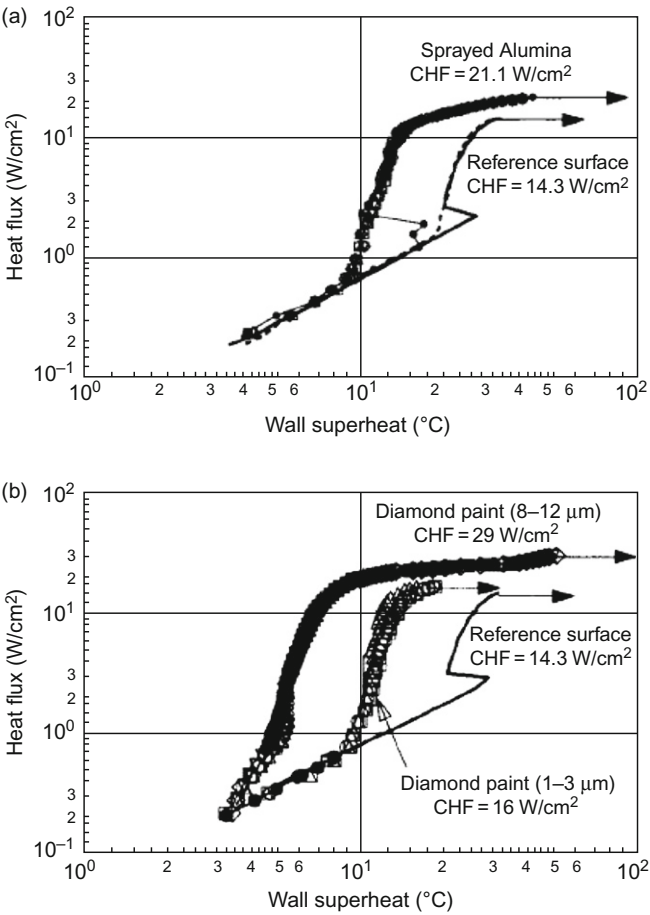 (a)
10²
3
2
10¹
3
2
10⁰
3
2
10⁻¹
Heat flux (W/cm²)
Sprayed Alumina
CHF = 21.1 W/cm²
Reference surface
CHF = 14.3 W/cm²
10⁰ 2 3 4 5 6 10¹ 2 3 4 5 6 10²
Wall superheat (°C)
(b)
10²
3
2
10¹
3
2
10⁰
3
2
10⁻¹
Heat flux (W/cm²)
Diamond paint (8–12 μm)
CHF = 29 W/cm²
Reference surface
CHF = 14.3 W/cm²
Diamond paint (1–3 μm)
CHF = 16 W/cm²
10⁰ 2 3 4 5 6 10¹ 2 3 4 5 6 10²
Wall superheat (°C)